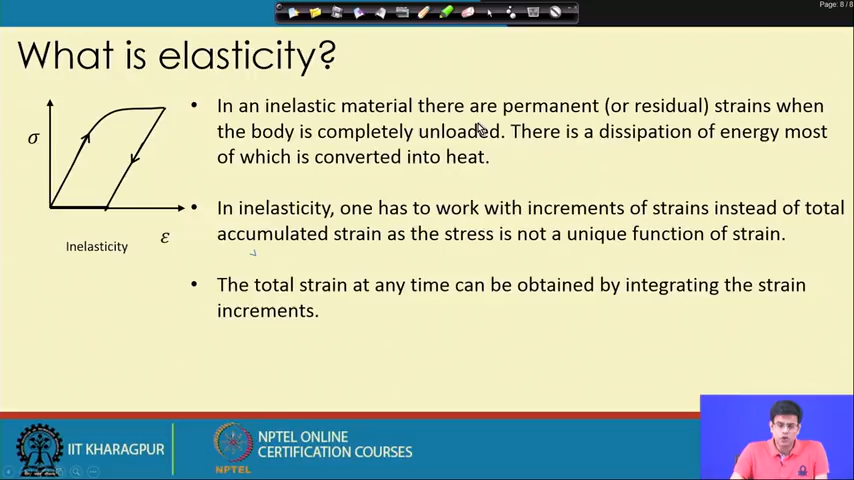 Page: 8 / 8
What is elasticity?
σ
ε
Inelasticity
• In an inelastic material there are permanent (or residual) strains when
the body is completely unloaded. There is a dissipation of energy most
of which is converted into heat.
• In inelasticity, one has to work with increments of strains instead of total
accumulated strain as the stress is not a unique function of strain.
• The total strain at any time can be obtained by integrating the strain
increments.
IIT KHARAGPUR
NPTEL
NPTEL ONLINE
CERTIFICATION COURSES